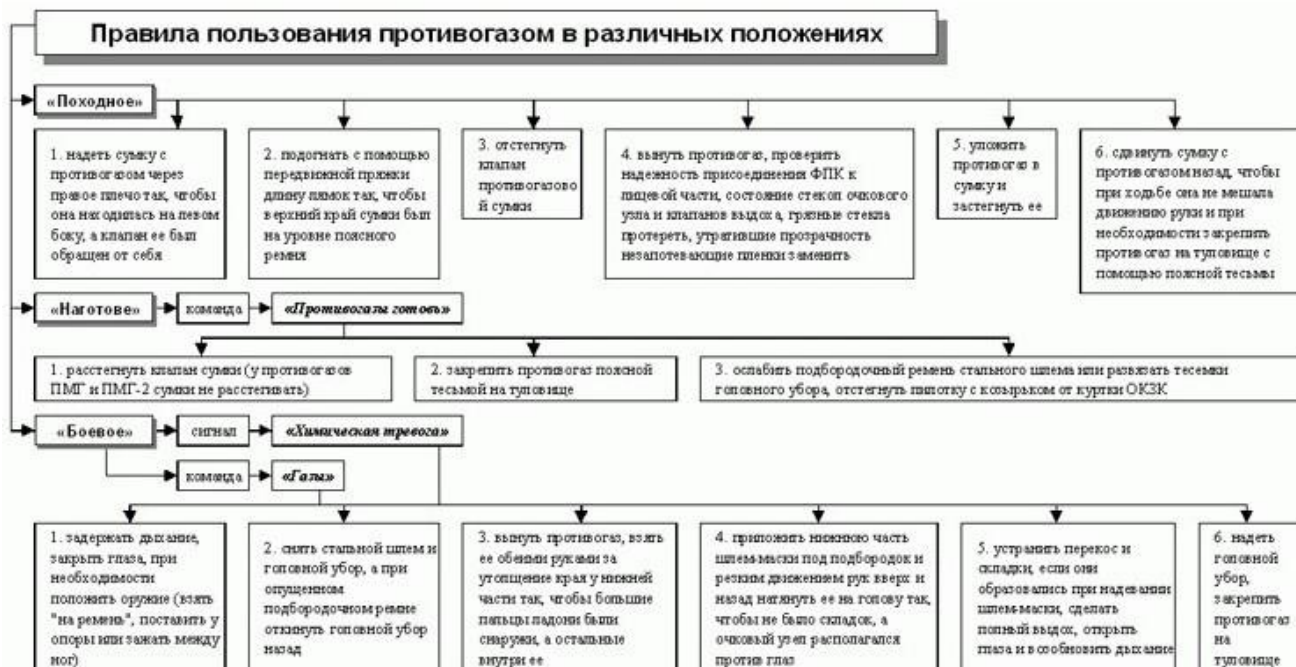 Правила пользования противогазом в различных положениях
«Походное»
1. надеть сумку с
противогазом через
правое плечо так, чтобы
она находилась на левом
боку, а клапан ее был
обращен от себя
2. подогнать с помощью
передвижной пряжки
длину лямок так, чтобы
верхний край сумки был
на уровне поясного
ремня
3. отстегнуть
клапан
противогазово
й сумки
4. вынуть противогаз, проверить
надежность присоединения ФПК к
лицевой части, состояние стекол очкового
узла и клапанов выдоха, грязные стекла
протереть, утратившие прозрачность
незапотевающие пленки заменить
5. уложить
противогаз в
сумку и
застегнуть ее
6. сдвинуть сумку с
противогазом назад, чтобы
при ходьбе она не мешала
движению руки и при
необходимости закрепить
противогаз на туловище с
помощью поясной тесьмы
«Наготове»
команда
«Противогазы готовь»
1. расстегнуть клапан сумки (у противогазов
ПМГ и ПМГ-2 сумки не расстегивать)
2. закрепить противогаз поясной
тесьмой на туловище
3. ослабить подбородочный ремень стального шлема или развязать тесемки
головного убора, отстегнуть пилотку с козырьком от куртки ОКЗК
«Боевое»
сигнал
«Химическая тревога»
команда
«Газы»
1. задержать дыхание,
закрыть глаза, при
необходимости
положить оружие (взять
"на ремень", поставить у
опоры или зажать между
ног)
2. снять стальной шлем и
головной убор, а при
опущенном
подбородочном ремне
откинуть головной убор
назад
3. вынуть противогаз, взять
ее обеими руками за
утолщение края у нижней
части так, чтобы большие
пальцы ладони были
снаружи, а остальные
внутри ее
4. приложить нижнюю часть
шлем-маски под подбородок и
резким движением рук вверх и
назад натянуть ее на голову так,
чтобы не было складок, а
очковый узел располагался
против глаз
5. устранить перекос и
складки, если они
образовались при надевании
шлем-маски, сделать
полный выдох, открыть
глаза и возобновить дыхание
6. надеть
головной
убор,
закрепить
противогаз
на
туловище